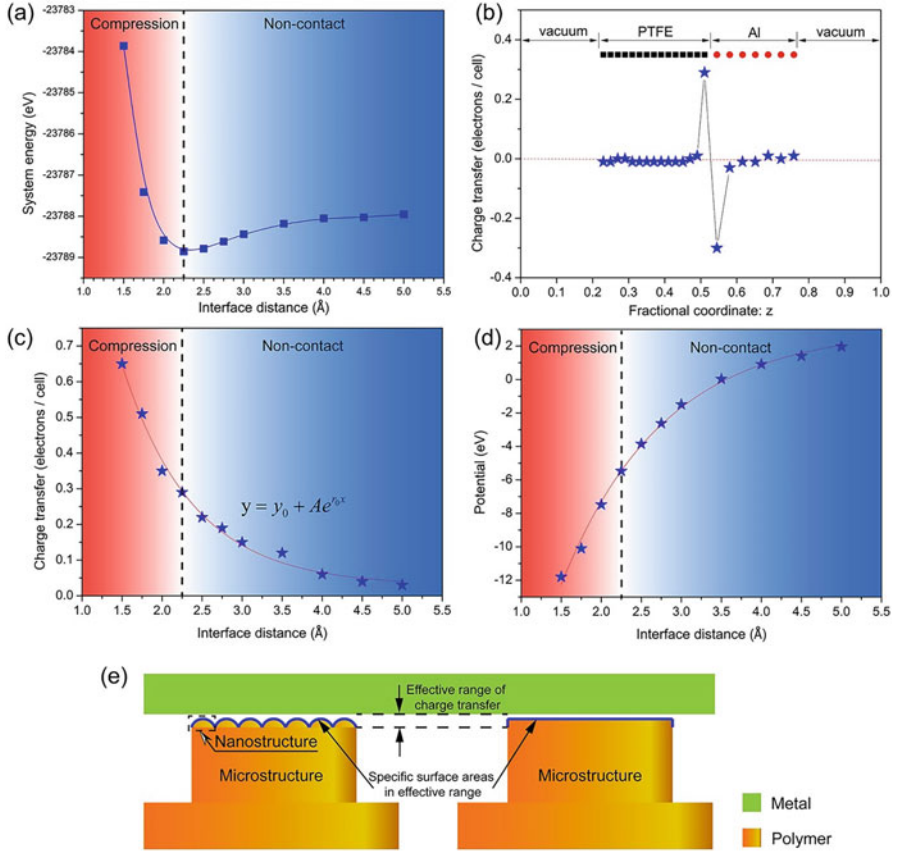 (a)
Compression
Non-contact
-23783
-23784
-23785
-23786
-23787
-23788
-23789
System energy (eV)
1.0 1.5 2.0 2.5 3.0 3.5 4.0 4.5 5.0 5.5
Interface distance (Å)
(b)
vacuum PTFE Al vacuum
0.4
0.2
0.0
-0.2
-0.4
Charge transfer (electrons / cell)
0.0 0.1 0.2 0.3 0.4 0.5 0.6 0.7 0.8 0.9 1.0
Fractional coordinate: z
(c)
Compression
Non-contact
0.7
0.6
0.5
0.4
0.3
0.2
0.1
0.0
Charge transfer (electrons / cell)
y = y₀ + Ae^{r₀x}
1.0 1.5 2.0 2.5 3.0 3.5 4.0 4.5 5.0 5.5
Interface distance (Å)
(d)
Compression
Non-contact
2
0
-2
-4
-6
-8
-10
-12
Potential (eV)
1.0 1.5 2.0 2.5 3.0 3.5 4.0 4.5 5.0 5.5
Interface distance (Å)
(e)
Effective range of
charge transfer
Nanostructure
Microstructure
Specific surface areas
in effective range
Microstructure
Metal
Polymer